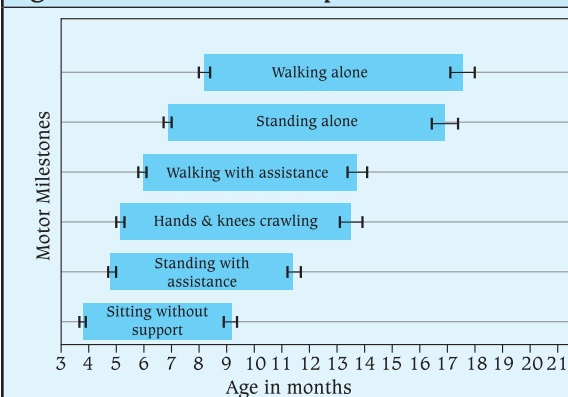 Motor Milestones
Walking alone
Standing alone
Walking with assistance
Hands & knees crawling
Standing with
assistance
Sitting without
support
3 4 5 6 7 8 9 10 11 12 13 14 15 16 17 18 19 20 21
Age in months